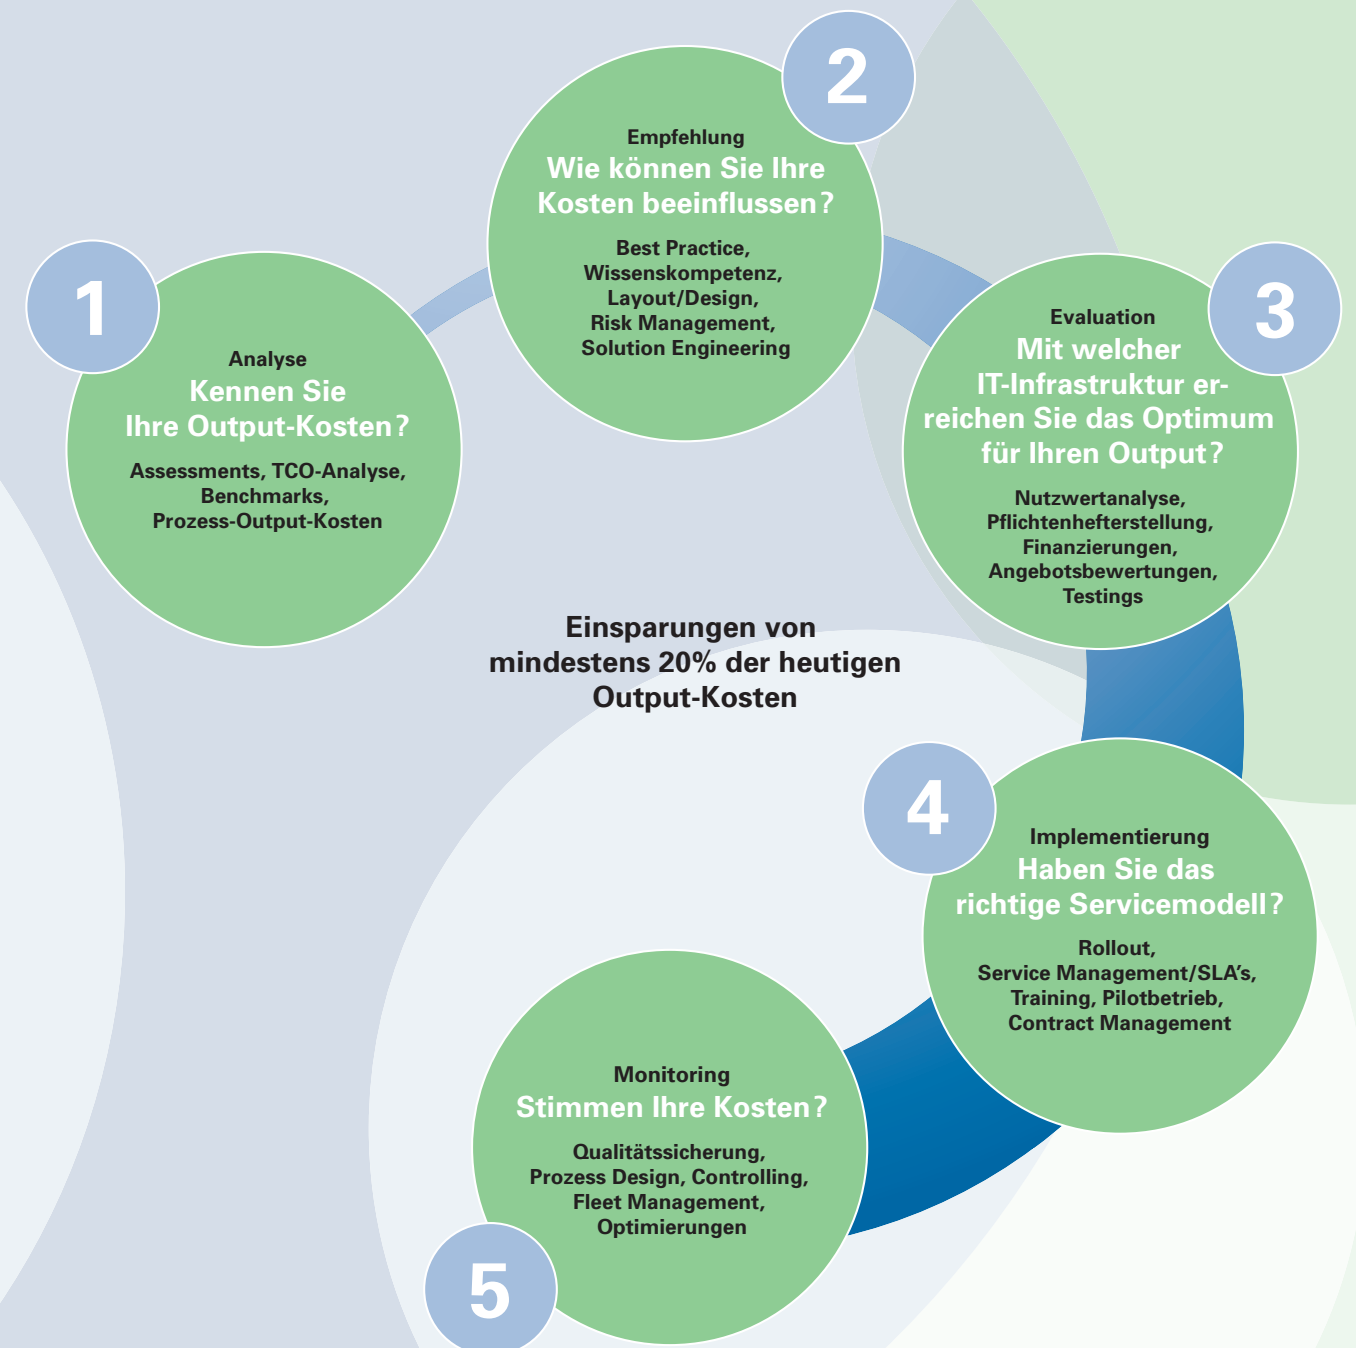 1
Analyse
Kennen Sie
Ihre Output-Kosten?
Assessments, TCO-Analyse,
Benchmarks,
Prozess-Output-Kosten
2
Empfehlung
Wie können Sie Ihre
Kosten beeinflussen?
Best Practice,
Wissenskompetenz,
Layout/Design,
Risk Management,
Solution Engineering
3
Evaluation
Mit welcher
IT-Infrastruktur er-
reichen Sie das Optimum
für Ihren Output?
Nutzwertanalyse,
Pflichtenhefterstellung,
Finanzierungen,
Angebotsbewertungen,
Testings
Einsparungen von
mindestens 20% der heutigen
Output-Kosten
4
Implementierung
Haben Sie das
richtige Servicemodell?
Rollout,
Service Management/SLA’s,
Training, Pilotbetrieb,
Contract Management
Monitoring
Stimmen Ihre Kosten?
Qualitätssicherung,
Prozess Design, Controlling,
Fleet Management,
Optimierungen
5